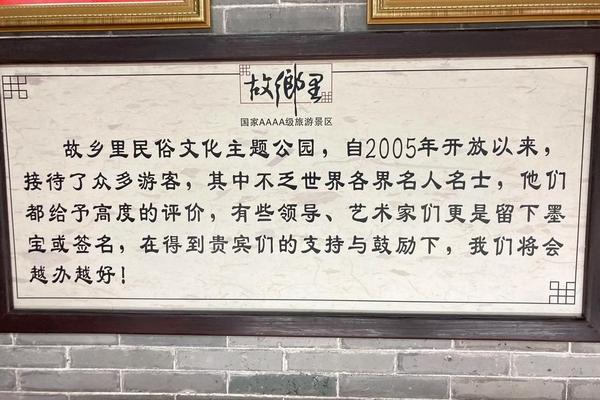 故鄉里
国家AAAA级旅游景区
故乡里民俗文化主题公园，自2005年开放以来，
接待了众多游客，其中不乏世界各界名人名士，他们
都给予高度的评价，有些领导、艺术家们更是留下墨
宝或签名，在得到贵宾们的支持与鼓励下，我们将会
越办越好！